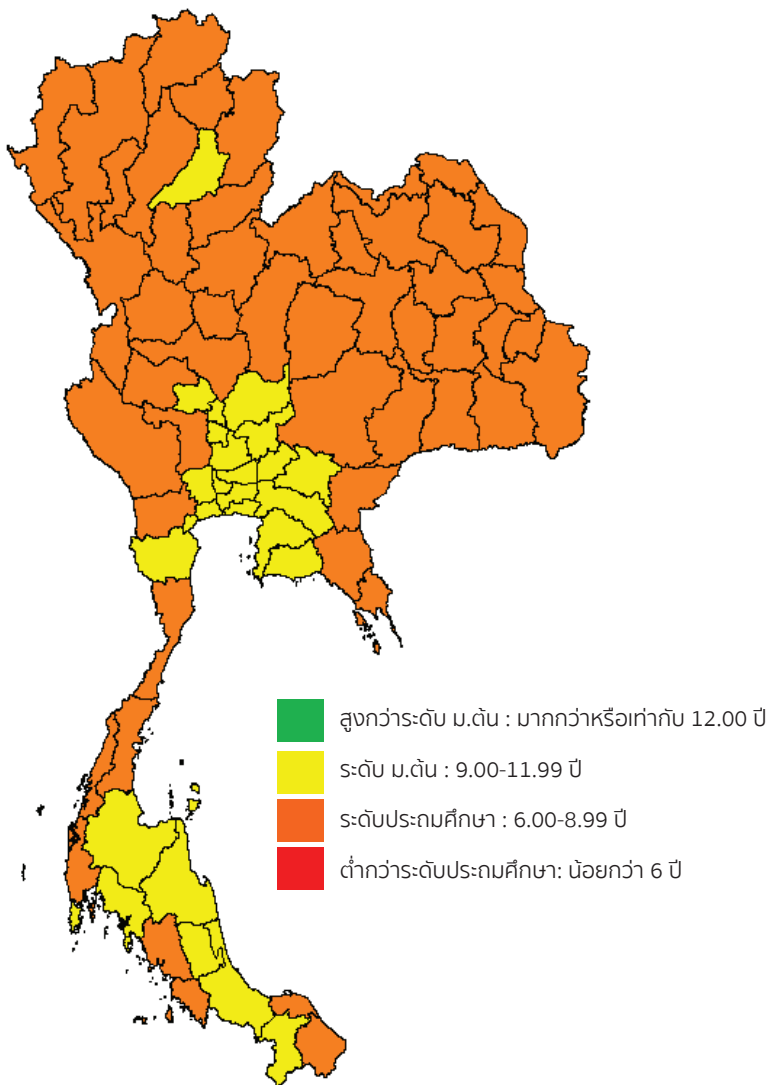 สูงกว่าระดับ ม.ต้น : มากกว่าหรือเท่ากับ 12.00 ปี
ระดับ ม.ต้น : 9.00-11.99 ปี
ระดับประถมศึกษา : 6.00-8.99 ปี
ต่ำกว่าระดับประถมศึกษา: น้อยกว่า 6 ปี